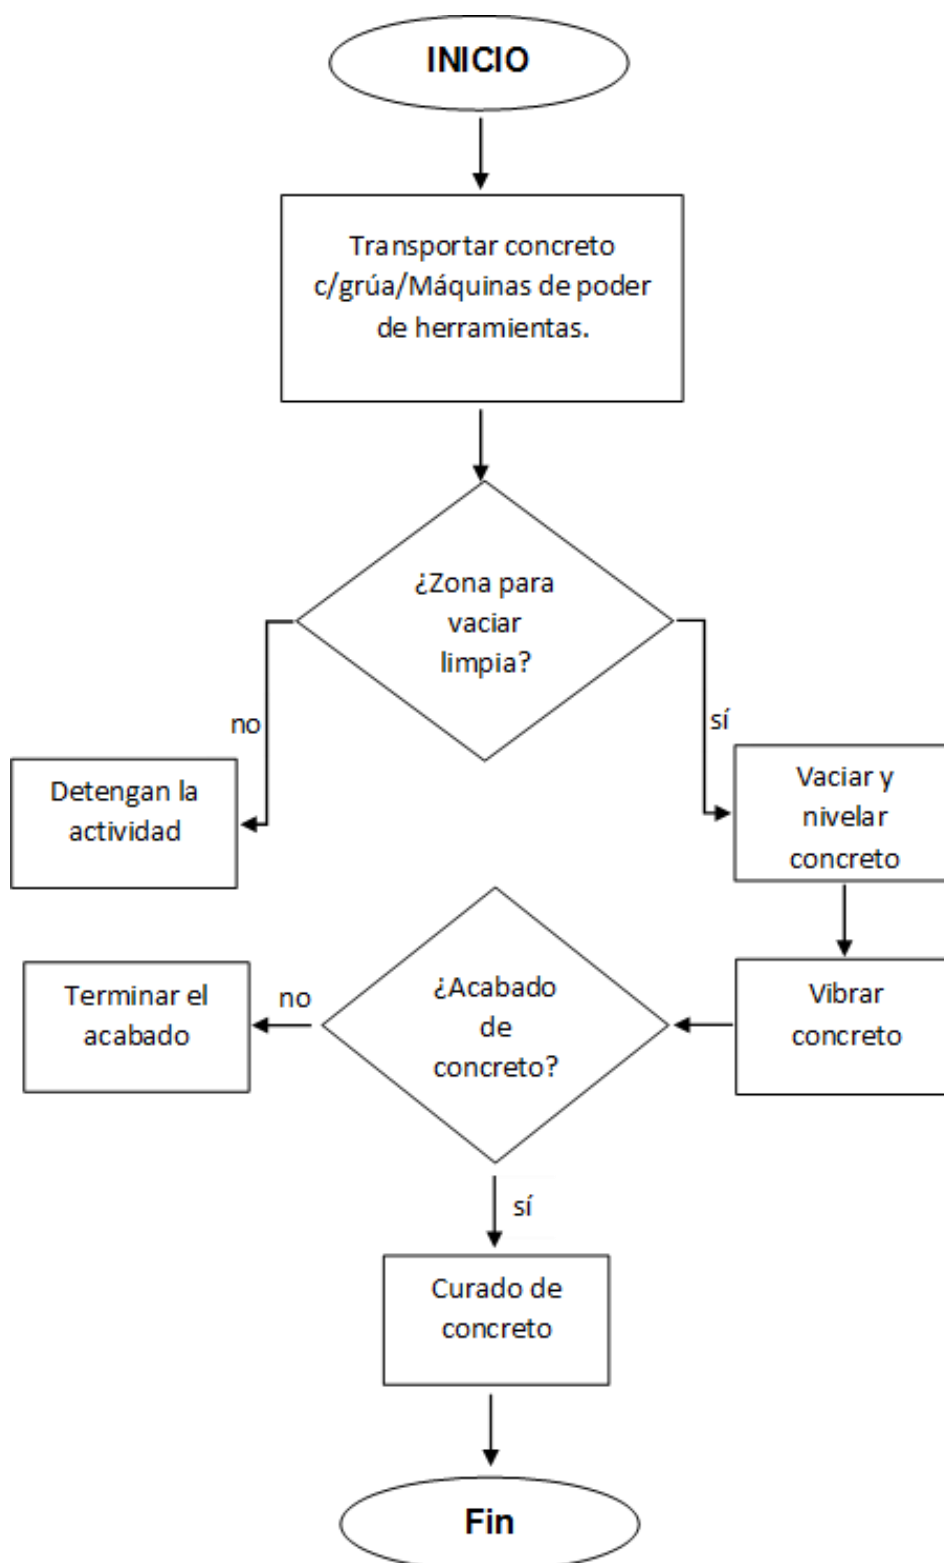 INICIO
Transportar concreto
c/grúa/Máquinas de poder
de herramientas.
¿Zona para
vaciar
limpia?
no
sí
Detengan la
actividad
Vaciar y
nivelar
concreto
Terminar el
acabado
no
¿Acabado
de
concreto?
Vibrar
concreto
sí
Curado de
concreto
Fin